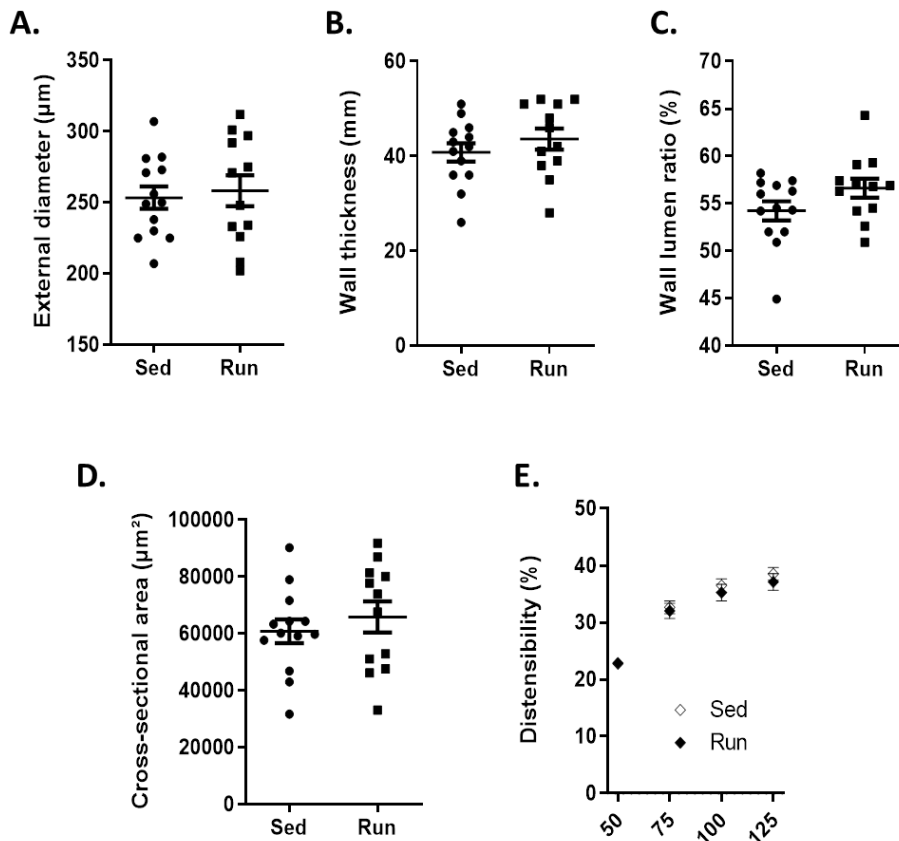 A.
External diameter (µm)
350
300
250
200
150
Sed
Run
B.
Wall thickness (mm)
60
40
20
0
Sed
Run
C.
Wall lumen ratio (%)
70
65
60
55
50
45
40
Sed
Run
D.
Cross-sectional area (µm²)
100000
80000
60000
40000
20000
0
Sed
Run
E.
Distensibility (%)
50
40
30
20
10
0
Sed
Run
50
75
100
125